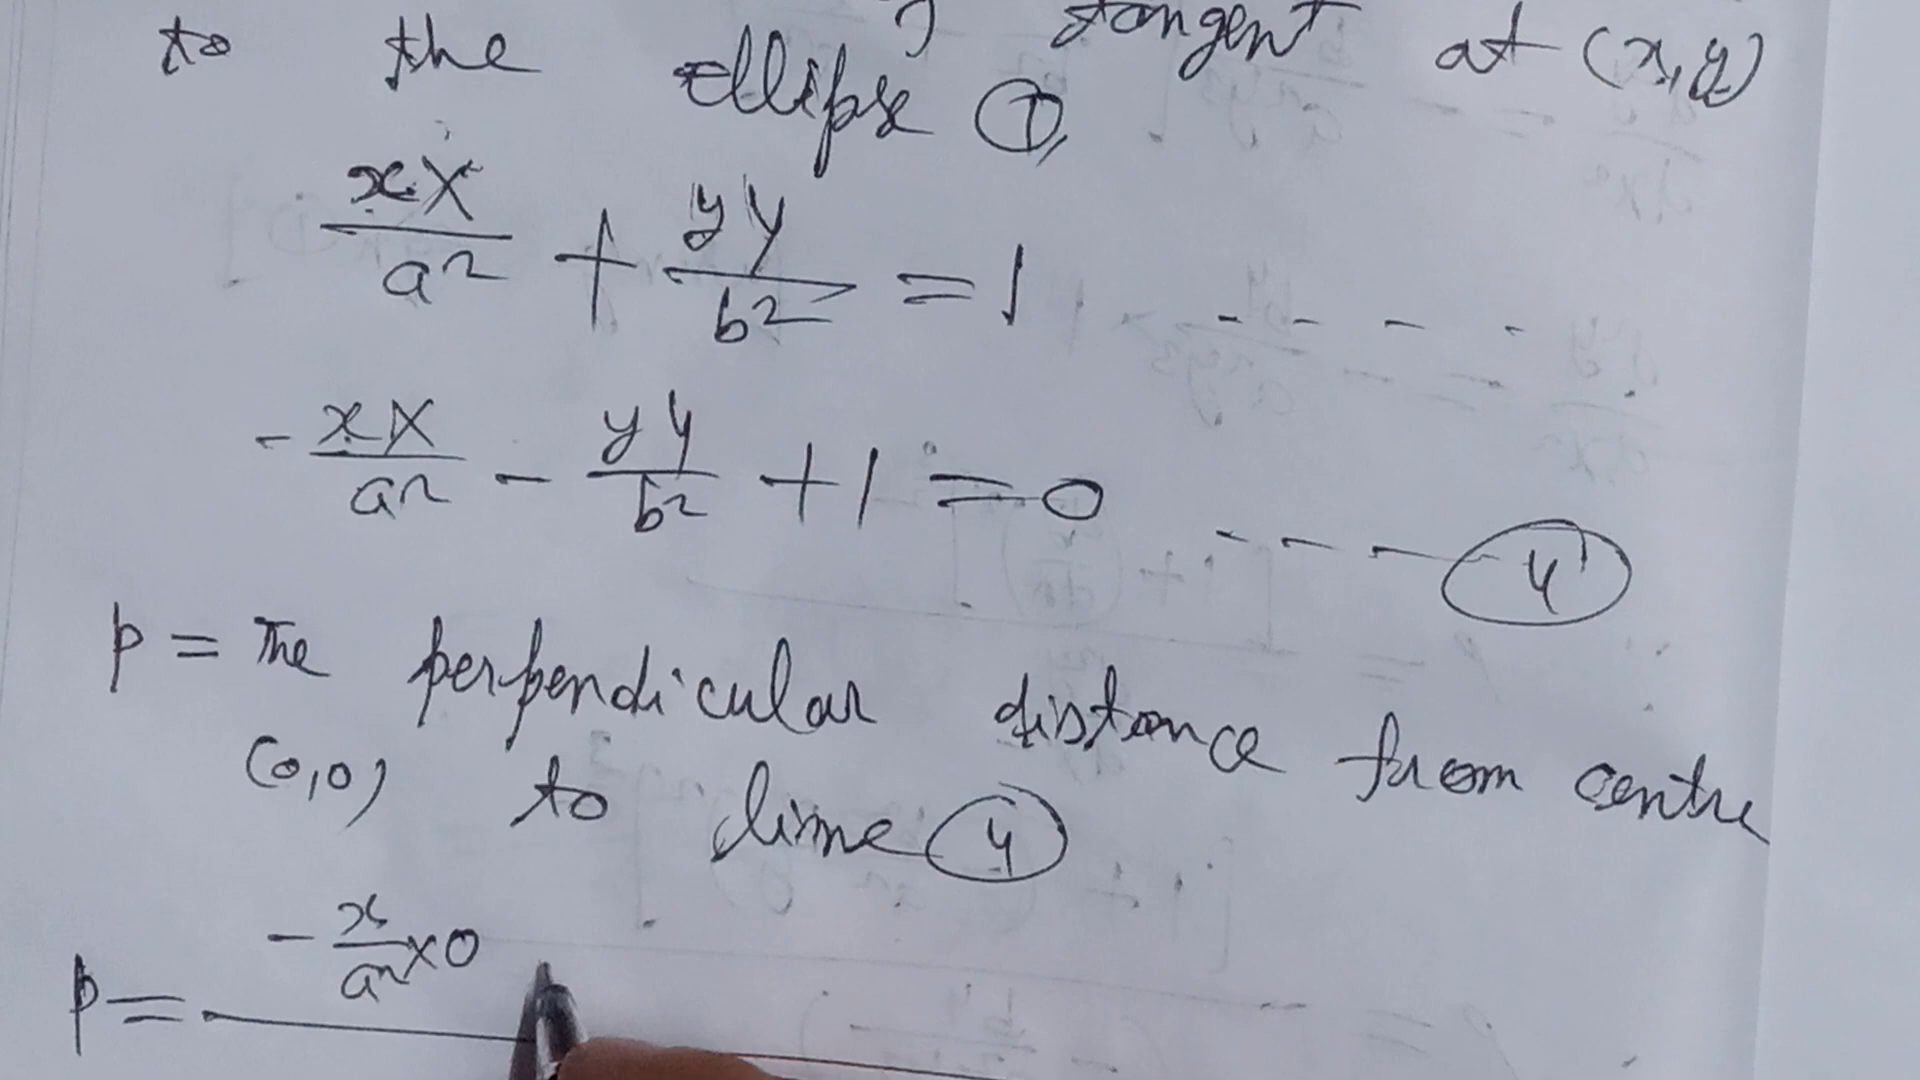 tangent at (x,y)
to the ellipse ①,
xX/a² + yY/b² = 1 - - - -
- xX/a² - yY/b² + 1 = 0 - - - ④
p = The perpendicular distance from centre
(0,0) to line ④
p = - x/a² × 0